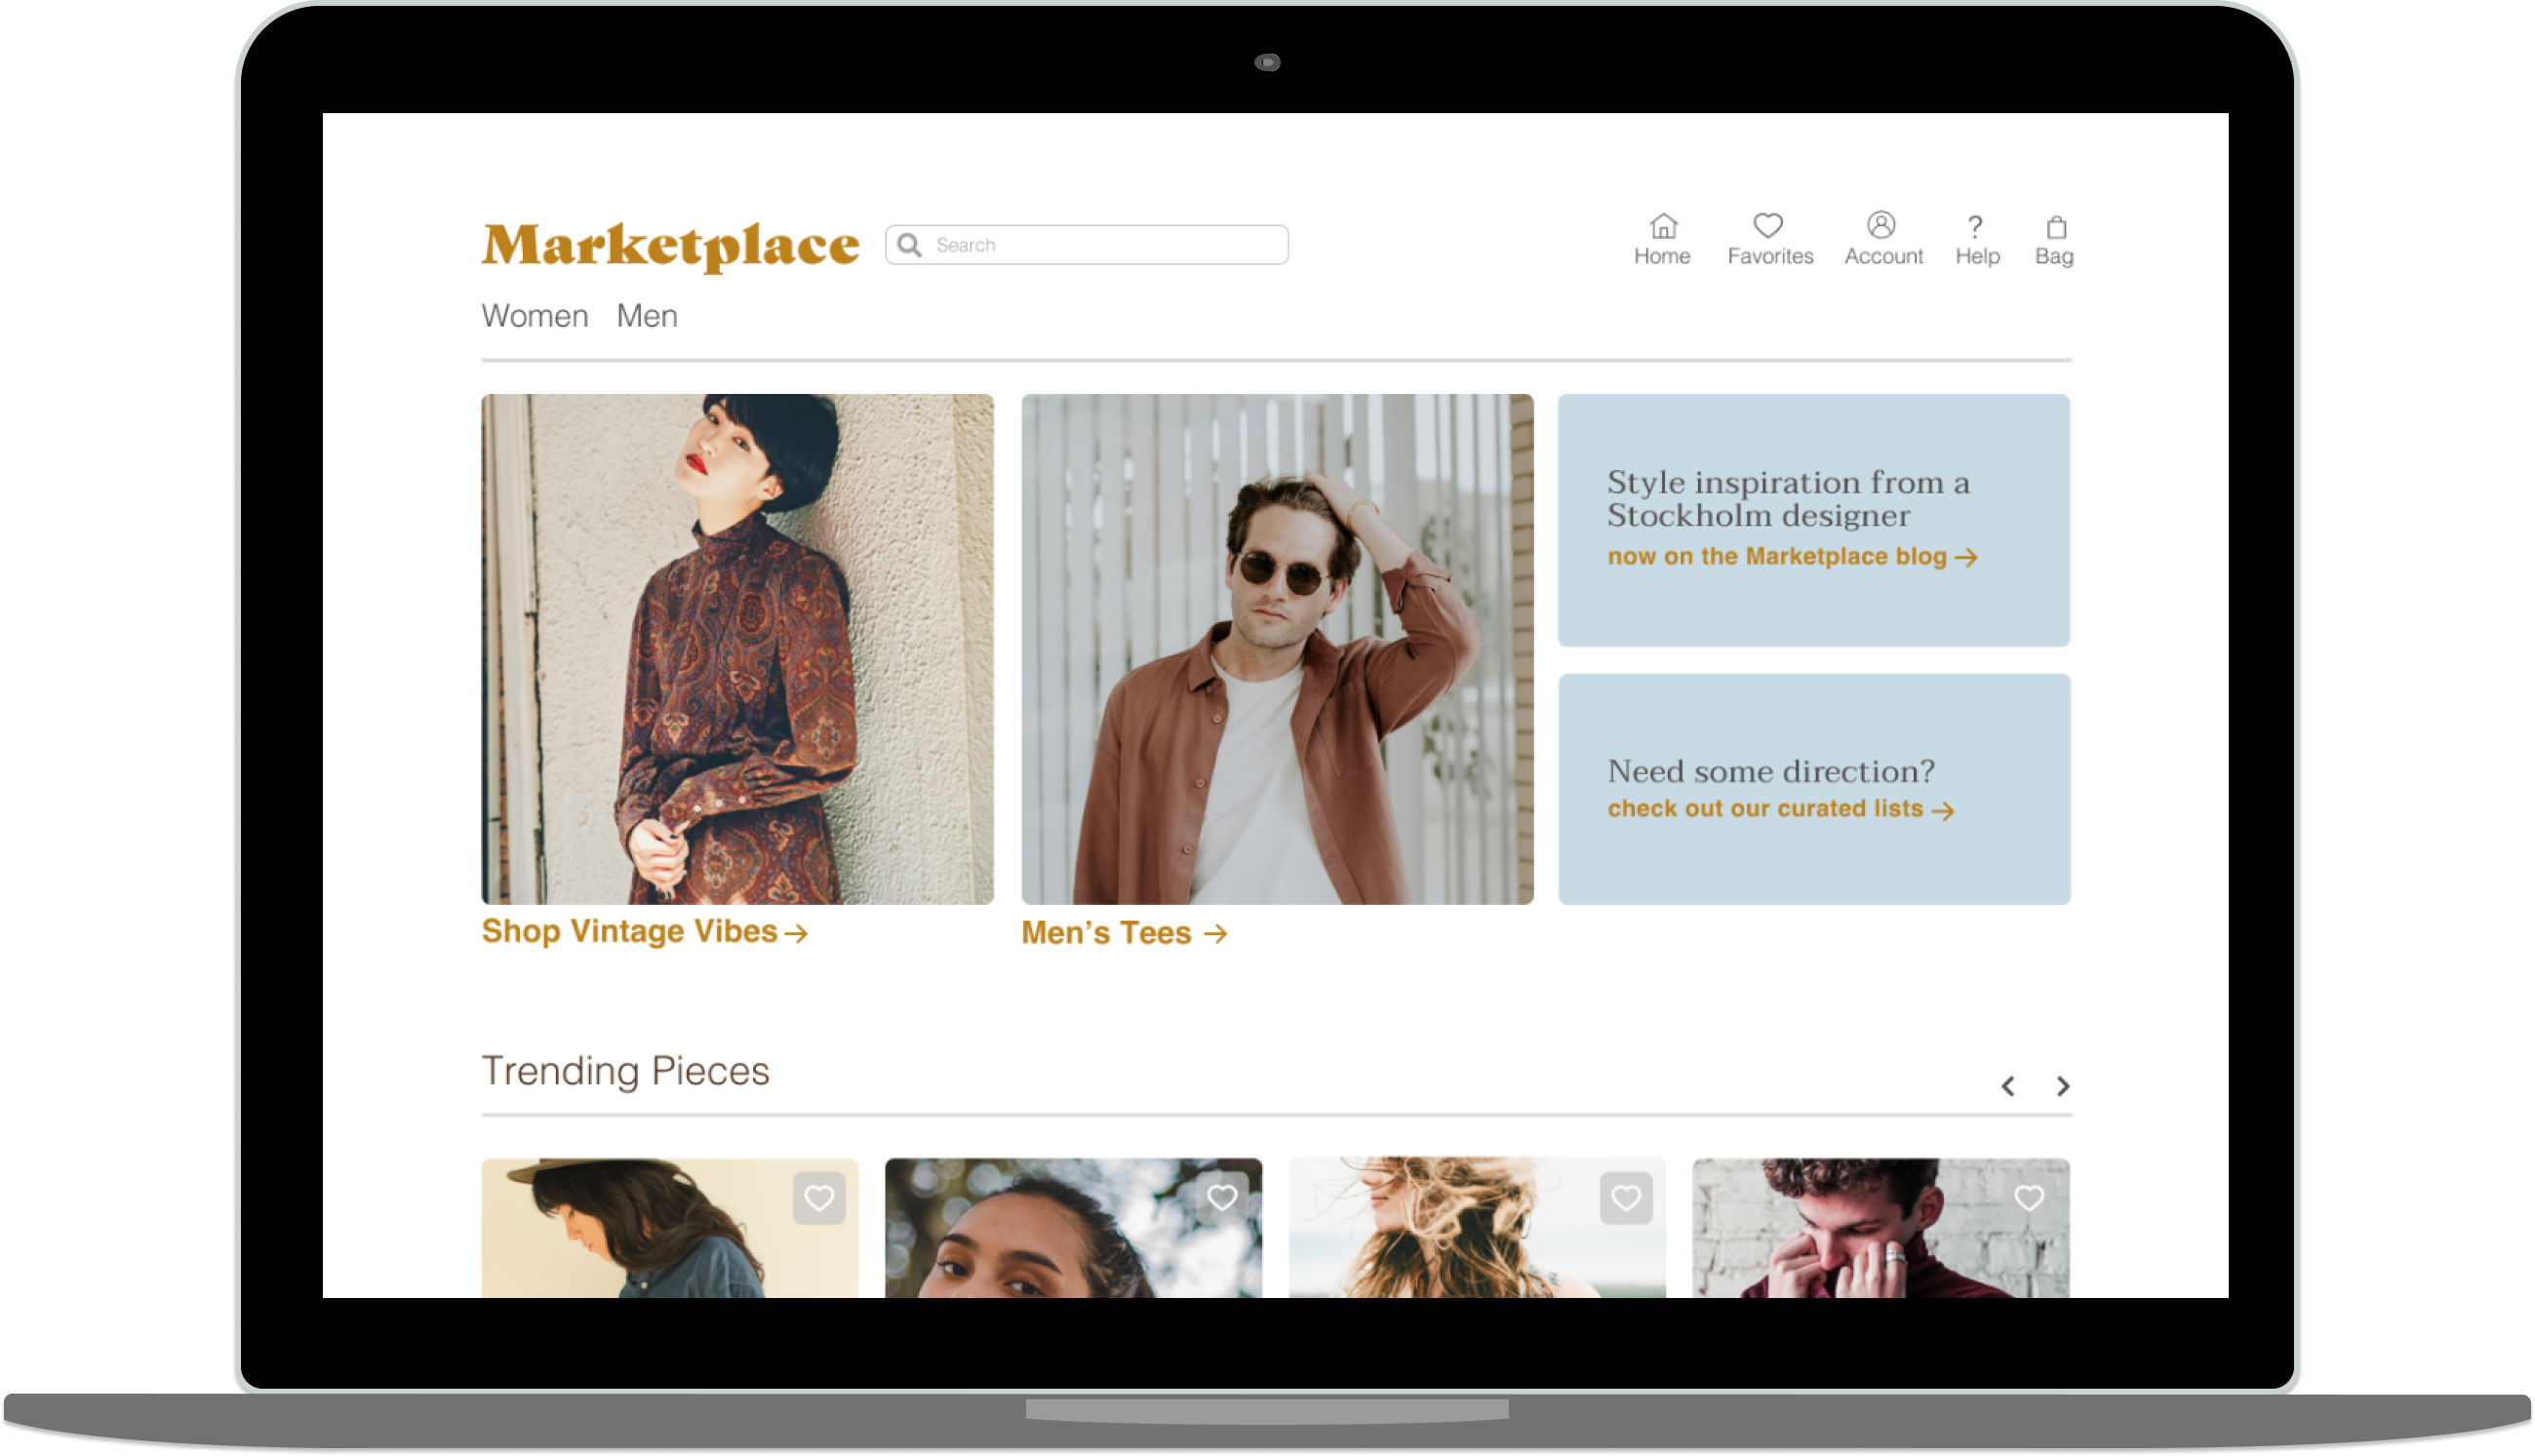 Marketplace
Search
Home
Favorites
Account
?
Help
Bag
Women
Men
Style inspiration from a
Stockholm designer
now on the Marketplace blog →
Need some direction?
check out our curated lists →
Shop Vintage Vibes →
Men's Tees →
Trending Pieces